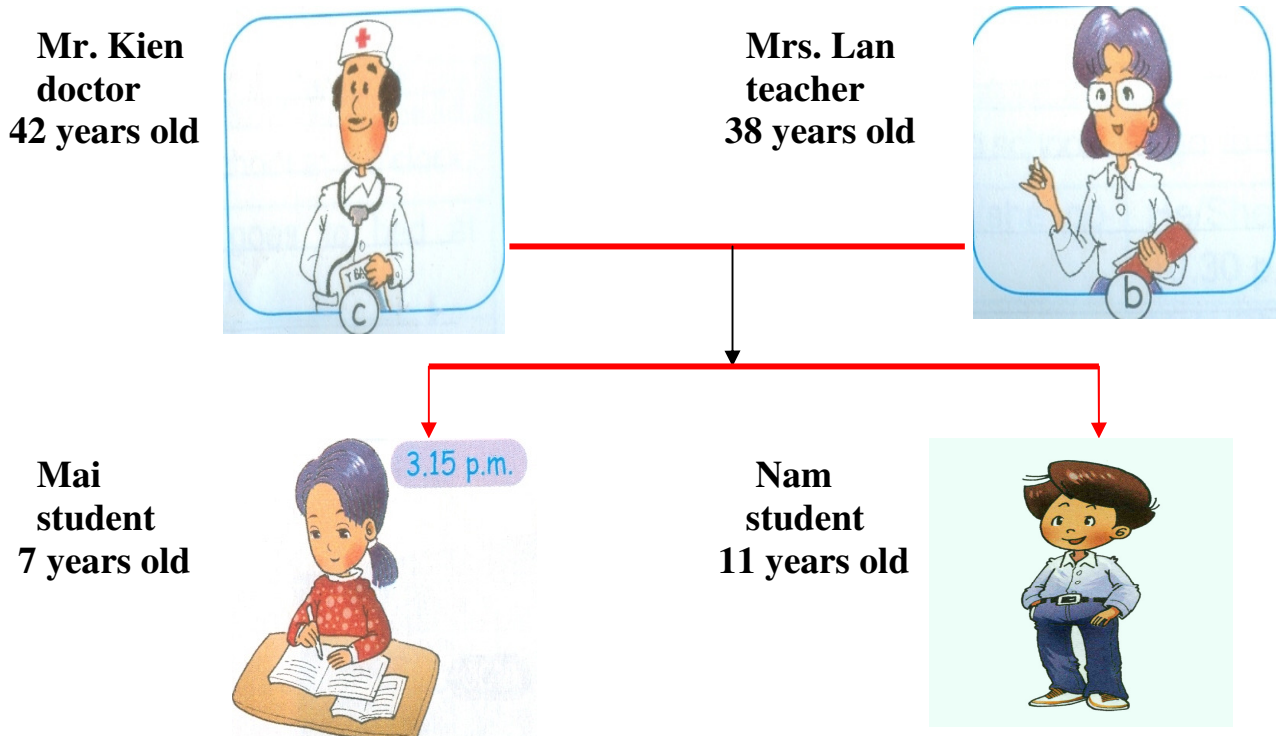 Mr. Kien
doctor
42 years old
c
Mrs. Lan
teacher
38 years old
b
Mai
student
7 years old
3.15 p.m.
Nam
student
11 years old